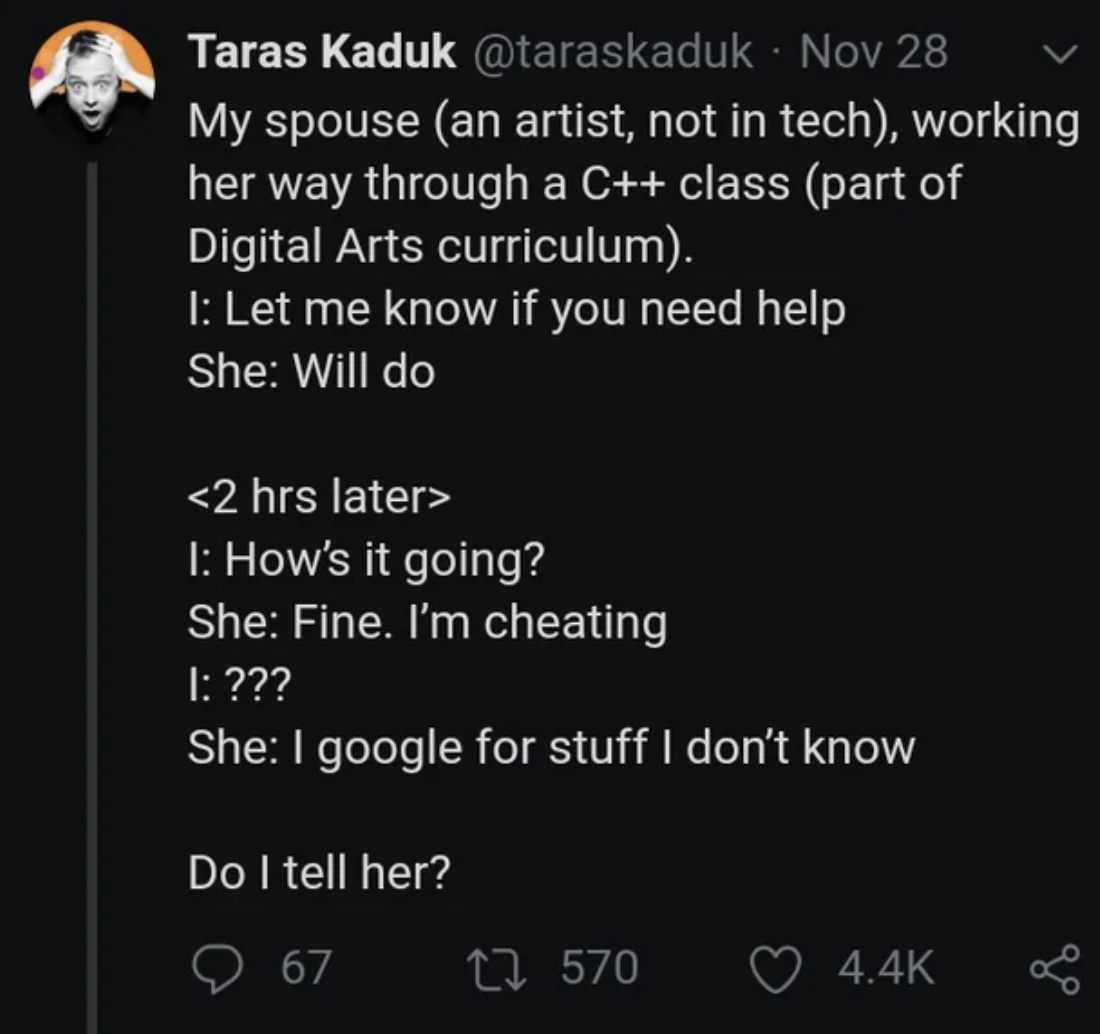 Taras Kaduk @taraskaduk · Nov 28
My spouse (an artist, not in tech), working
her way through a C++ class (part of
Digital Arts curriculum).
I: Let me know if you need help
She: Will do
<2 hrs later>
I: How’s it going?
She: Fine. I’m cheating
I: ???
She: I google for stuff I don’t know
Do I tell her?
67 570 4.4K